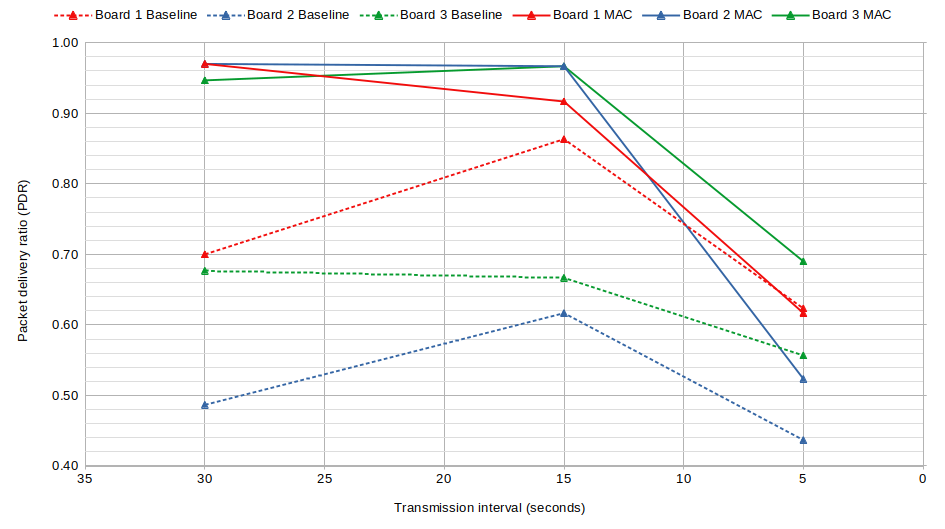 Board 1 Baseline Board 2 Baseline Board 3 Baseline Board 1 MAC Board 2 MAC Board 3 MAC
1.00
0.90
0.80
0.70
0.60
0.50
0.40
Packet delivery ratio (PDR)
35 30 25 20 15 10 5 0
Transmission interval (seconds)